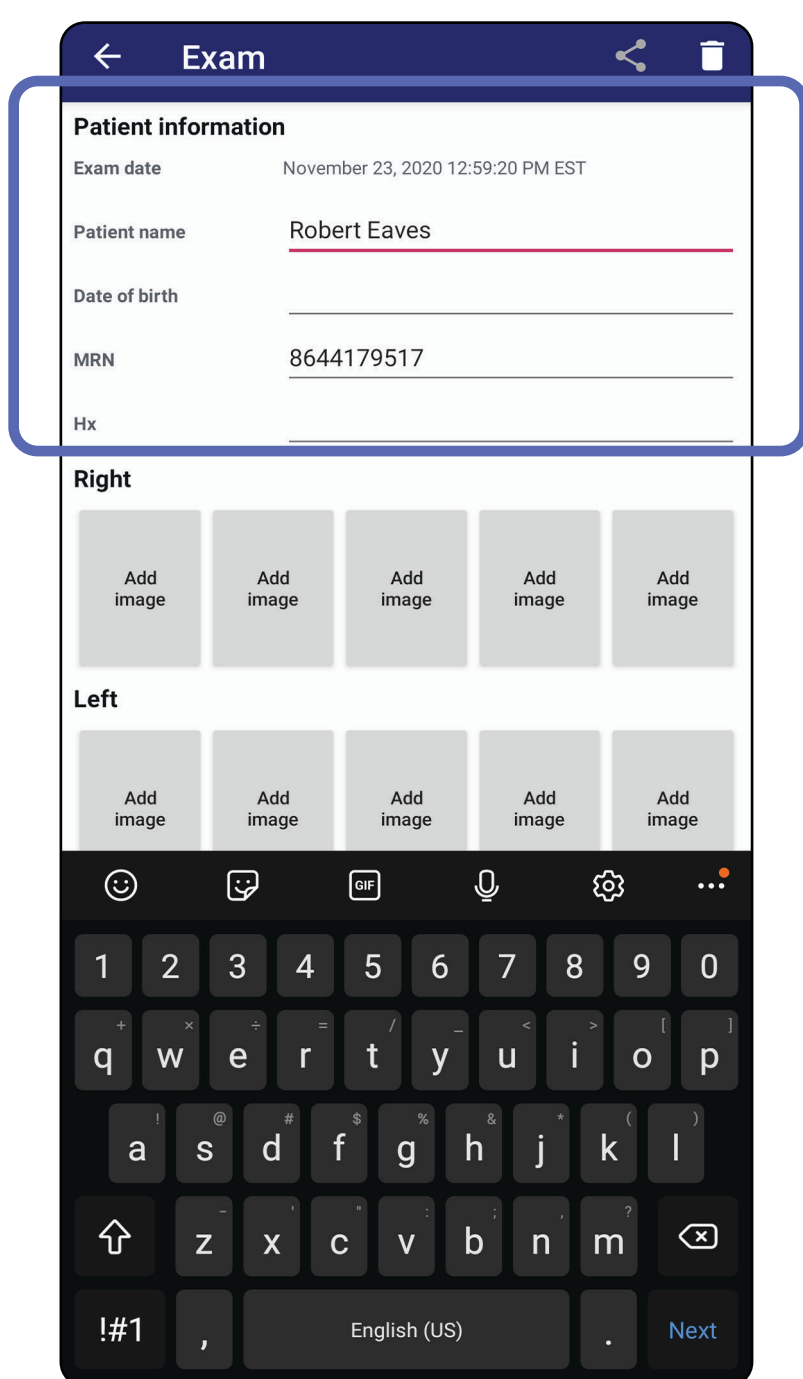 Exam
Patient information
Exam date November 23, 2020 12:59:20 PM EST
Patient name Robert Eaves
Date of birth
MRN 8644179517
Hx
Right
Add image Add image Add image Add image Add image
Left
Add image Add image Add image Add image Add image
GIF
1 2 3 4 5 6 7 8 9 0
+ × ÷ = / _ < > [ ]
q w e r t y u i o p
! @ # $ % & * ( )
a s d f g h j k l
- ' " : ; , ?
z x c v b n m
!#1 , English (US) . Next